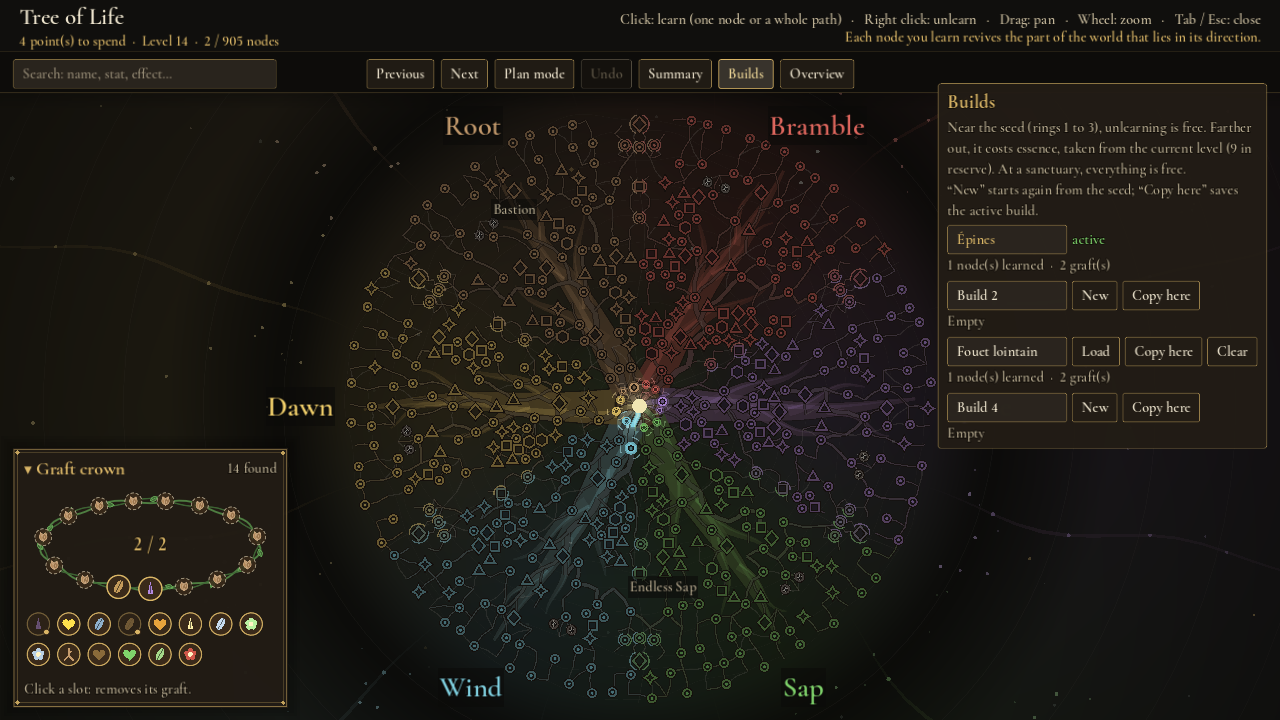 Tree of Life
4 point(s) to spend · Level 14 · 2 / 905 nodes
Click: learn (one node or a whole path) · Right click: unlearn · Drag: pan · Wheel: zoom · Tab / Esc: close
Each node you learn revives the part of the world that lies in its direction.
Search: name, stat, effect...
Previous
Next
Plan mode
Undo
Summary
Builds
Overview
Root
Bramble
Bastion
Dawn
Endless Sap
Wind
Sap
Builds
Near the seed (rings 1 to 3), unlearning is free. Farther
out, it costs essence, taken from the current level (9 in
reserve). At a sanctuary, everything is free.
“New” starts again from the seed; “Copy here” saves
the active build.
Épines active
1 node(s) learned · 2 graft(s)
Build 2 New Copy here
Empty
Fouet lointain Load Copy here Clear
1 node(s) learned · 2 graft(s)
Build 4 New Copy here
Empty
▾ Graft crown 14 found
2 / 2
Click a slot: removes its graft.